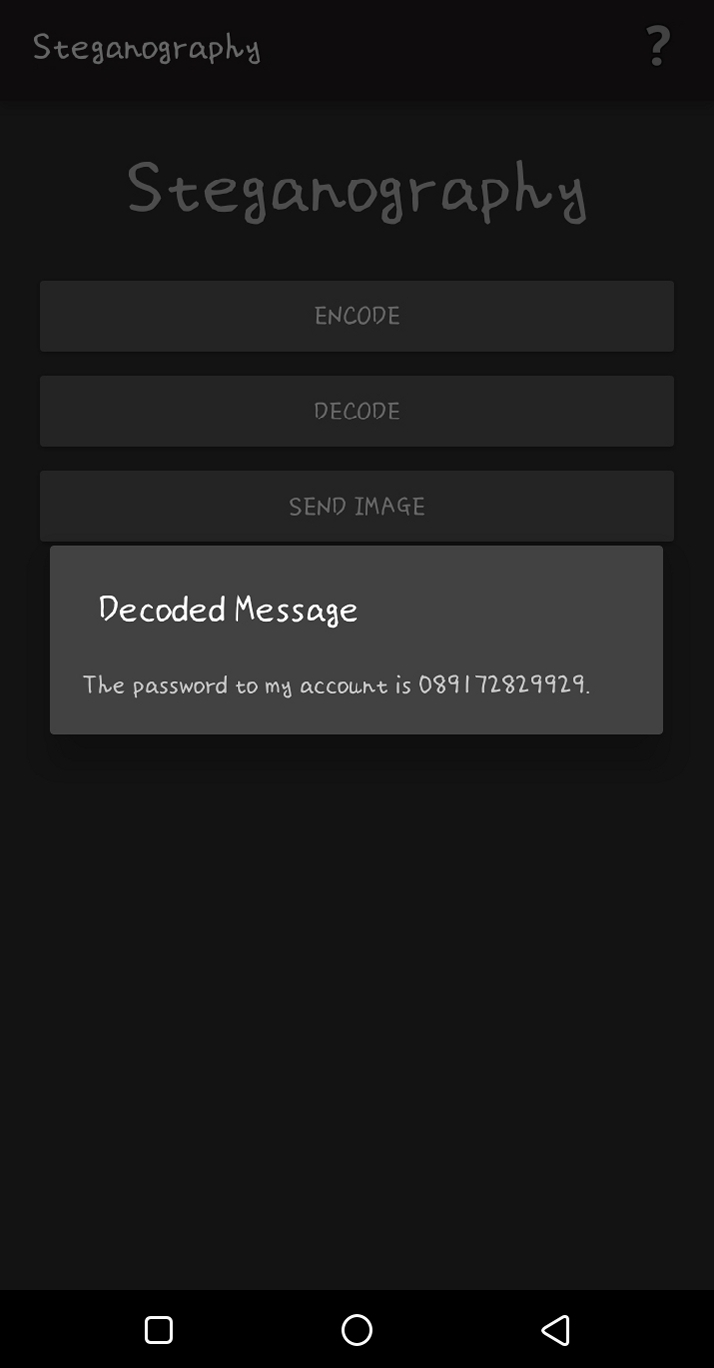 Steganography
?
Steganography
ENCODE
DECODE
SEND IMAGE
Decoded Message
The password to my account is 089172829929.